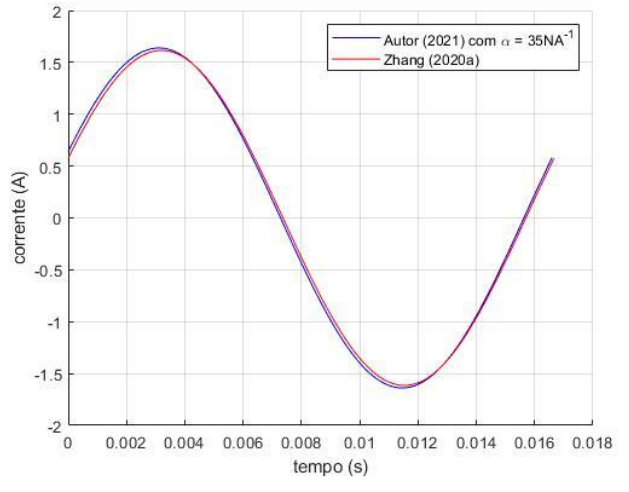 2
1.5
1
0.5
0
-0.5
-1
-1.5
-2
corrente (A)
Autor (2021) com α = 35NA⁻¹
Zhang (2020a)
0 0.002 0.004 0.006 0.008 0.01 0.012 0.014 0.016 0.018
tempo (s)